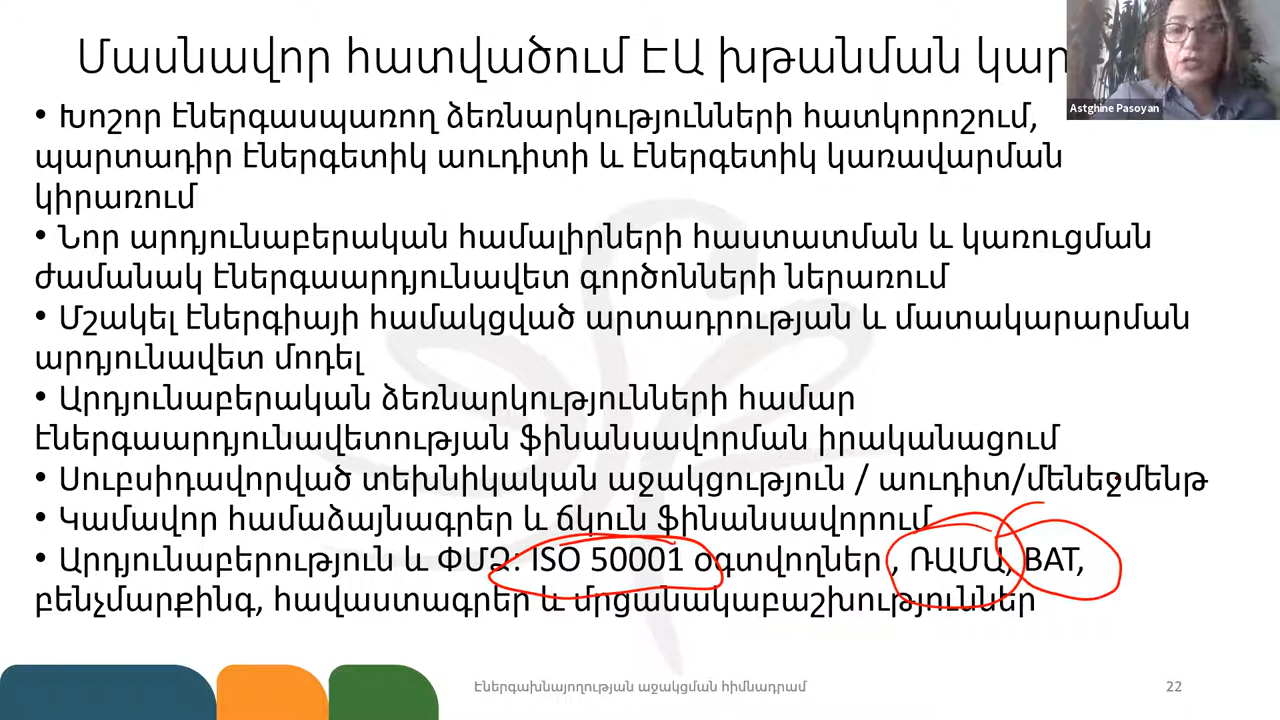 Մասնավոր հատվածում ԷԱ խթանման կար
Astghine Pasoyan
• Խոշոր էներգասպառող ձեռնարկությունների հատկորոշում,
պարտադիր էներգետիկ աուդիտի և էներգետիկ կառավարման
կիրառում
• Նոր արդյունաբերական համալիրների հաստատման և կառուցման
ժամանակ էներգաարդյունավետ գործոնների ներառում
• Մշակել էներգիայի համակցված արտադրության և մատակարարման
արդյունավետ մոդել
• Արդյունաբերական ձեռնարկությունների համար
էներգաարդյունավետության ֆինանսավորման իրականացում
• Սուբսիդավորված տեխնիկական աջակցություն / աուդիտ/մենեջմենթ
• Կամավոր համաձայնագրեր և ճկուն ֆինանսավորում
• Արդյունաբերություն և ՓՄՁ: ISO 50001 օգտվողներ , ՌԱՄԱ, BAT,
բենչմարքինգ, հավաստագրեր և մրցանակաբաշխություններ
Էներգախնայողության աջակցման հիմնադրամ
22